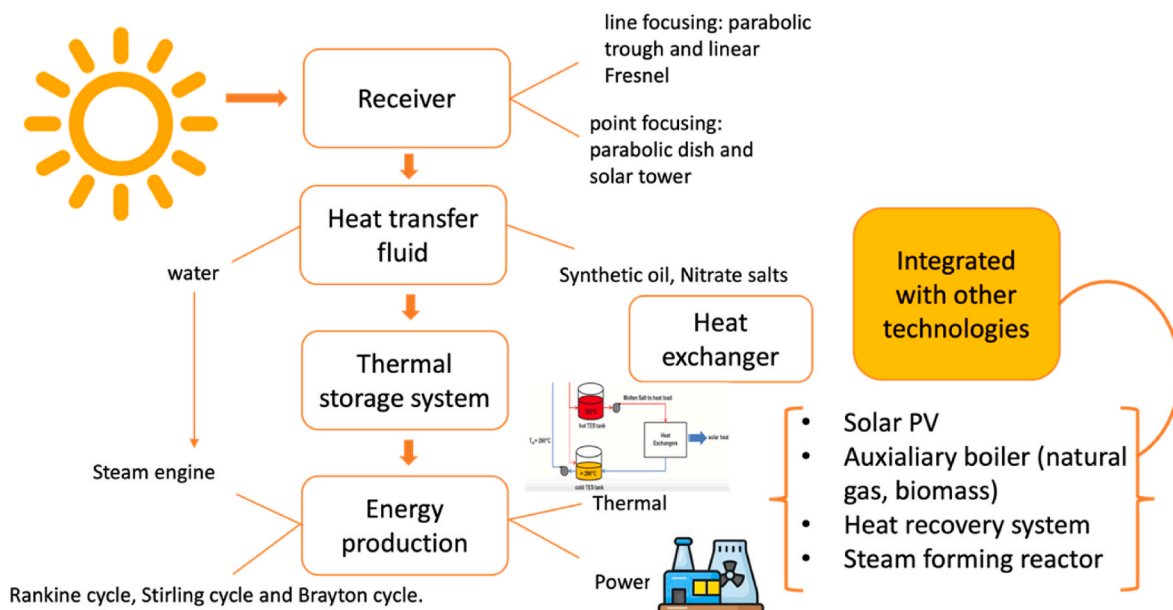 line focusing: parabolic
trough and linear
Fresnel
Receiver
point focusing:
parabolic dish and
solar tower
Heat transfer
fluid
water
Synthetic oil, Nitrate salts
Integrated
with other
technologies
Heat
exchanger
Thermal
storage system
Molten Salt to heat load
hot TES tank
Heat
Exchangers
solar heat
cold TES tank
• Solar PV
• Auxialiary boiler (natural
gas, biomass)
• Heat recovery system
• Steam forming reactor
Steam engine
Energy
production
Thermal
Power
Rankine cycle, Stirling cycle and Brayton cycle.